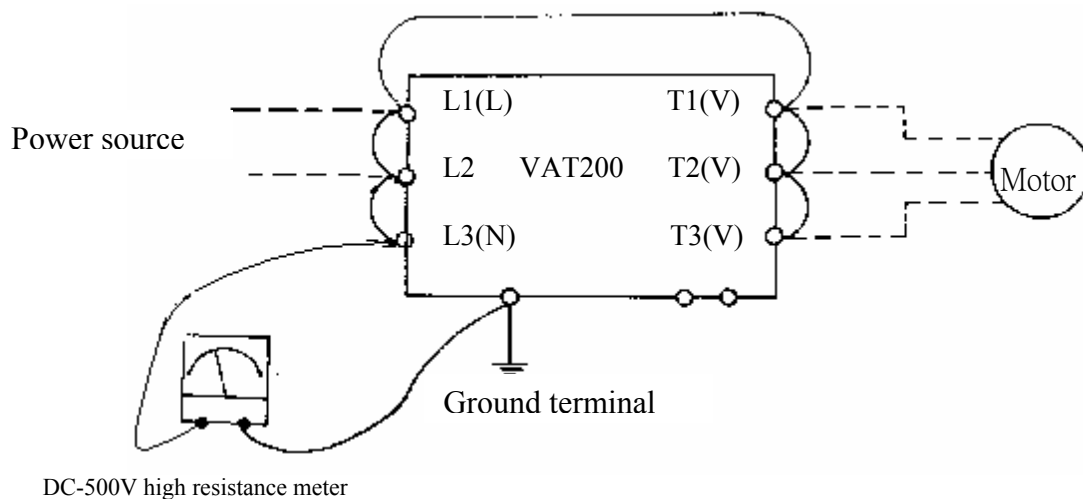 L1(L) T1(V)
Power source
L2 VAT200 T2(V)
Motor
L3(N) T3(V)
Ground terminal
DC-500V high resistance meter